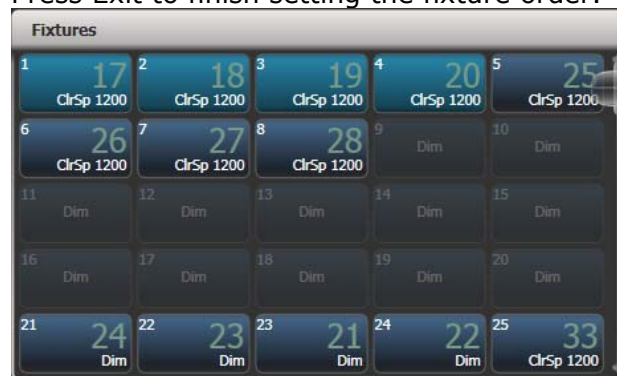 Press Exit to finish setting the fixture order.
Fixtures
1 17 ClrSp 1200
2 18 ClrSp 1200
3 19 ClrSp 1200
4 20 ClrSp 1200
5 25 ClrSp 1200
6 26 ClrSp 1200
7 27 ClrSp 1200
8 28 ClrSp 1200
9 Dim
10 Dim
11 Dim
12 Dim
13 Dim
14 Dim
15 Dim
16 Dim
17 Dim
18 Dim
19 Dim
20 Dim
21 24 Dim
22 23 Dim
23 21 Dim
24 22 Dim
25 33 ClrSp 1200